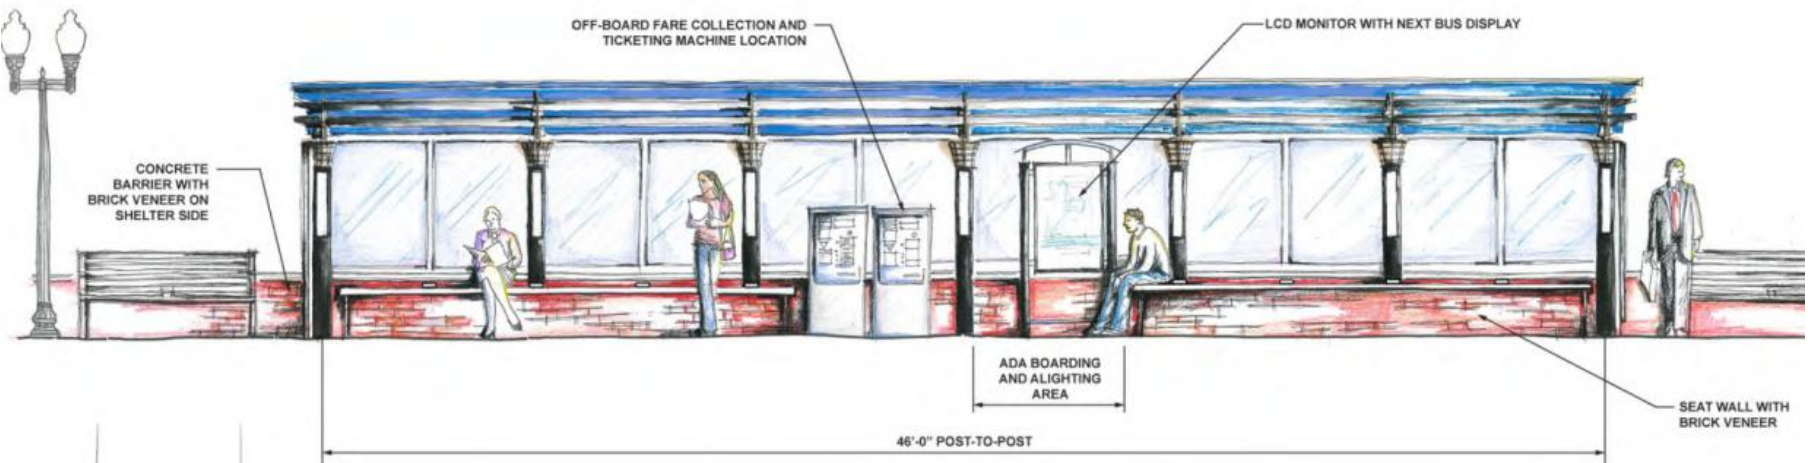 OFF-BOARD FARE COLLECTION AND
TICKETING MACHINE LOCATION
LCD MONITOR WITH NEXT BUS DISPLAY
CONCRETE
BARRIER WITH
BRICK VENEER ON
SHELTER SIDE
ADA BOARDING
AND ALIGHTING
AREA
SEAT WALL WITH
BRICK VENEER
46'-0" POST-TO-POST